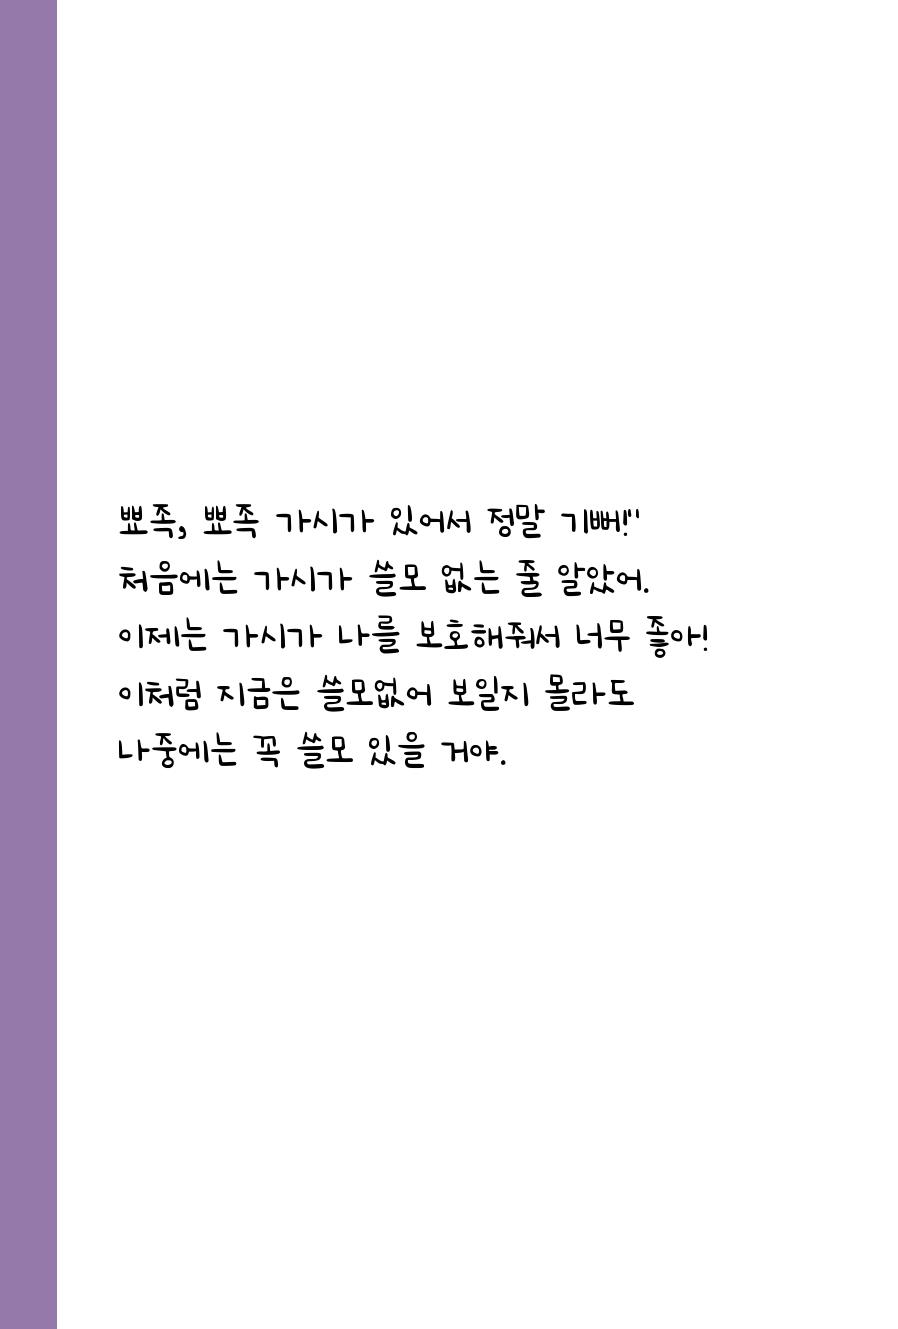 뾰족, 뾰족 가시가 있어서 정말 기뻐!"
처음에는 가시가 쓸모 없는 줄 알았어.
이제는 가시가 나를 보호해줘서 너무 좋아!
이처럼 지금은 쓸모없어 보일지 몰라도
나중에는 꼭 쓸모 있을 거야.